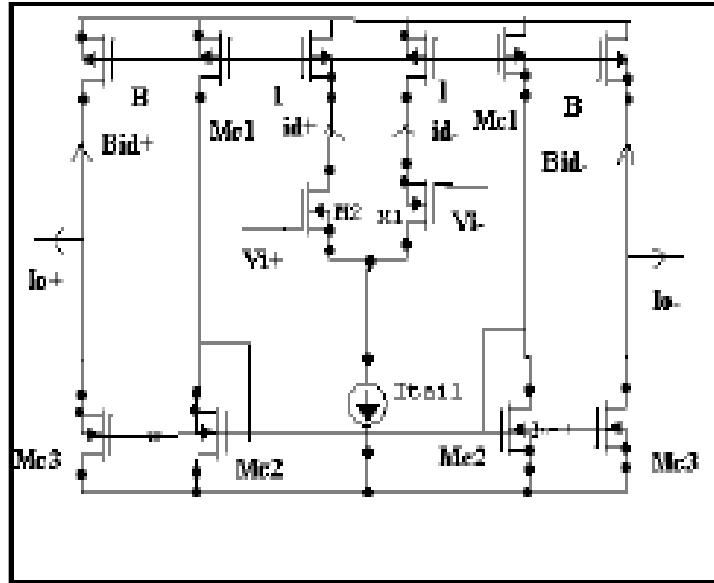 B
1
1
B
Mc1
id+
id-
Mc1
Bid+
Bid-
M2
M1
Vi+
Vi-
Io+
Io-
Itail
Mc3
Mc2
Mc2
Mc3